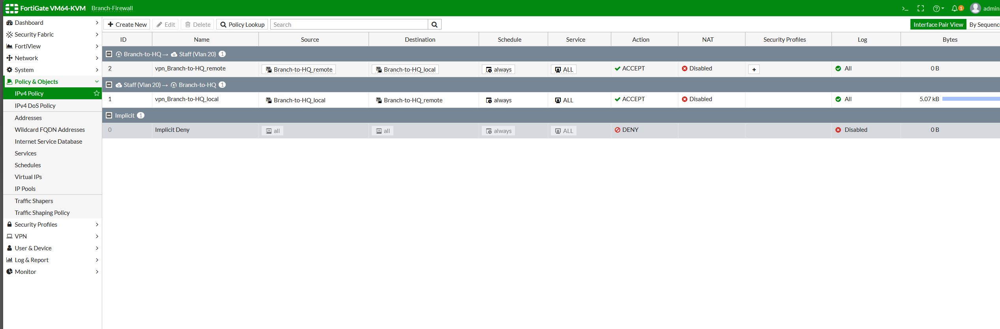 FortiGate VM64-KVM Branch-Firewall >_ 1 admin
Dashboard
Security Fabric
FortiView
Network
System
Policy & Objects
IPv4 Policy
IPv4 DoS Policy
Addresses
Wildcard FQDN Addresses
Internet Service Database
Services
Schedules
Virtual IPs
IP Pools
Traffic Shapers
Traffic Shaping Policy
Security Profiles
VPN
User & Device
Log & Report
Monitor
+ Create New Edit Delete Policy Lookup Search Interface Pair View By Sequenc
ID Name Source Destination Schedule Service Action NAT Security Profiles Log Bytes
Branch-to-HQ → Staff (Vlan 20) 1
2 vpn_Branch-to-HQ_remote Branch-to-HQ_remote Branch-to-HQ_local always ALL ACCEPT Disabled + All 0 B
Staff (Vlan 20) → Branch-to-HQ 1
1 vpn_Branch-to-HQ_local Branch-to-HQ_local Branch-to-HQ_remote always ALL ACCEPT Disabled All 5.07 kB
Implicit 1
0 Implicit Deny all all always ALL DENY Disabled 0 B